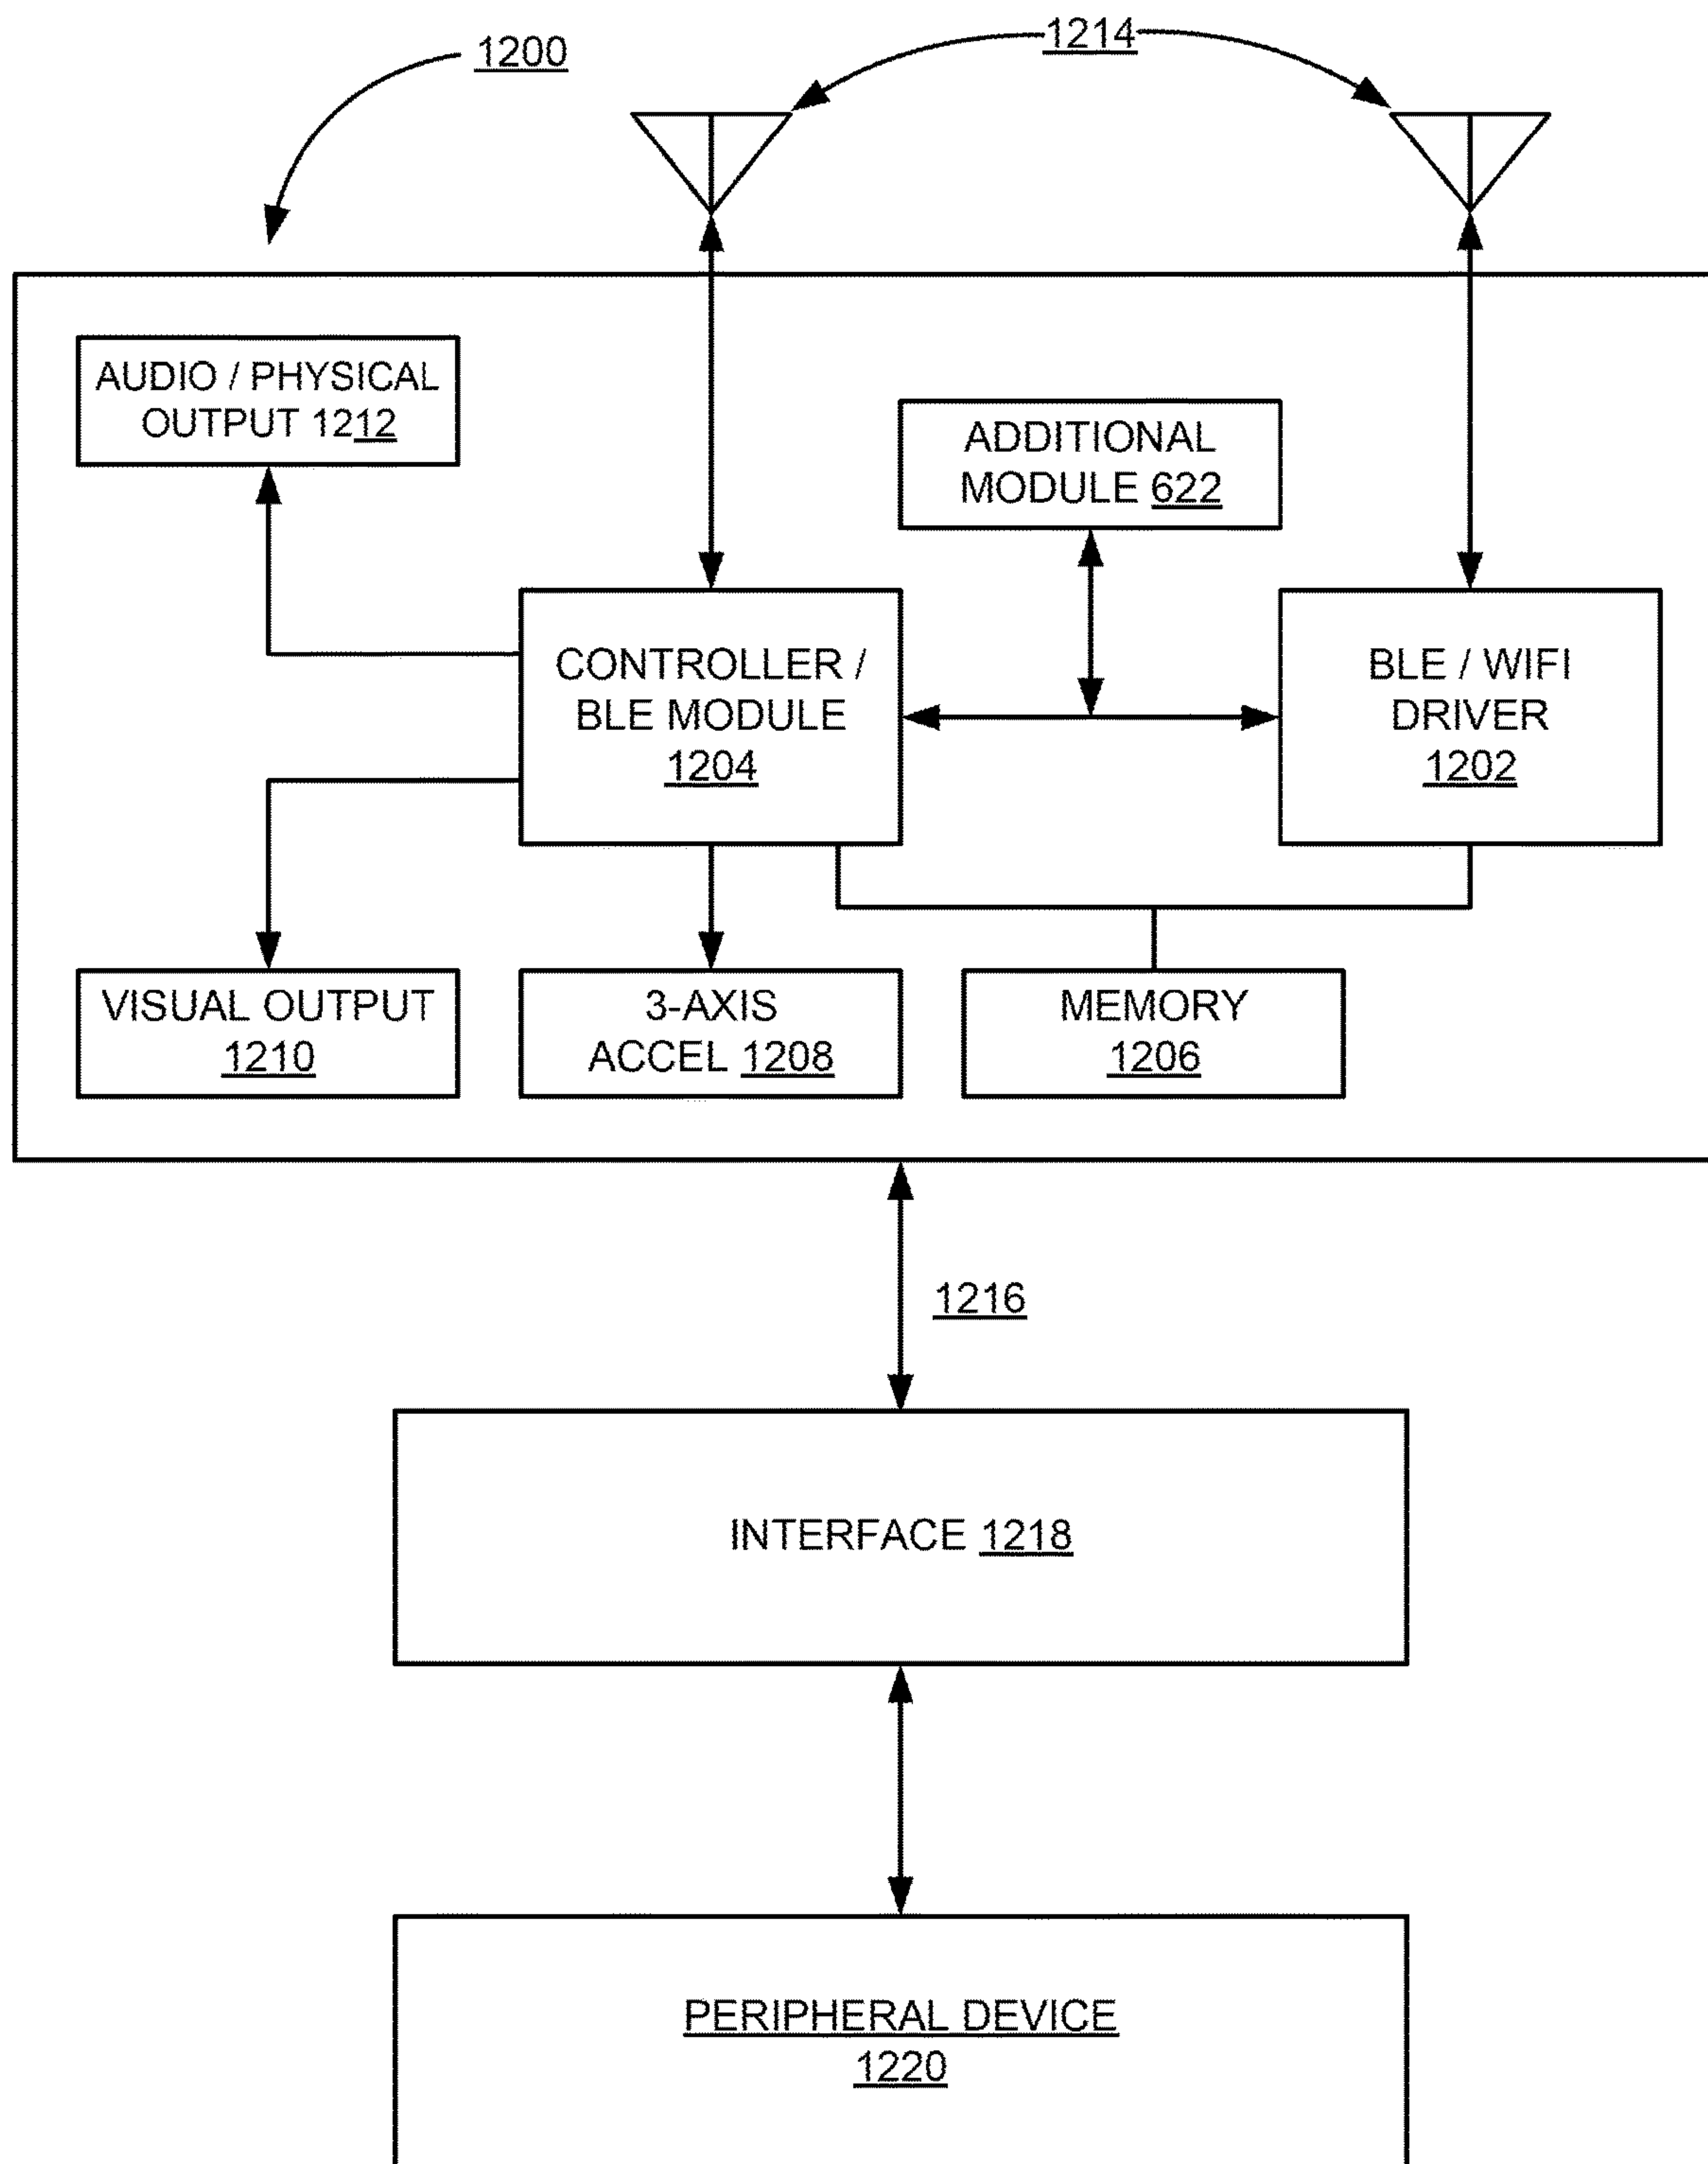 1200
1214
AUDIO / PHYSICAL
OUTPUT 1212
ADDITIONAL
MODULE 622
CONTROLLER /
BLE MODULE
1204
BLE / WIFI
DRIVER
1202
VISUAL OUTPUT
1210
3-AXIS
ACCEL 1208
MEMORY
1206
1216
INTERFACE 1218
PERIPHERAL DEVICE
1220